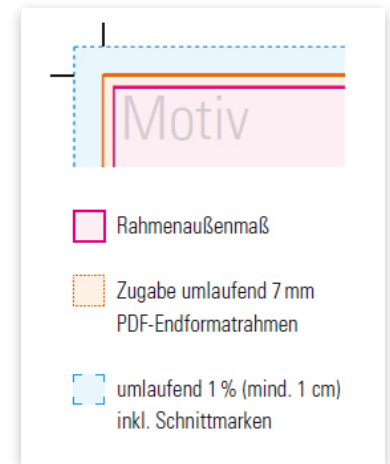 Motiv
Rahmenaußenmaß
Zugabe umlaufend 7 mm
PDF-Endformatrahmen
umlaufend 1 % (mind. 1 cm)
inkl. Schnittmarken